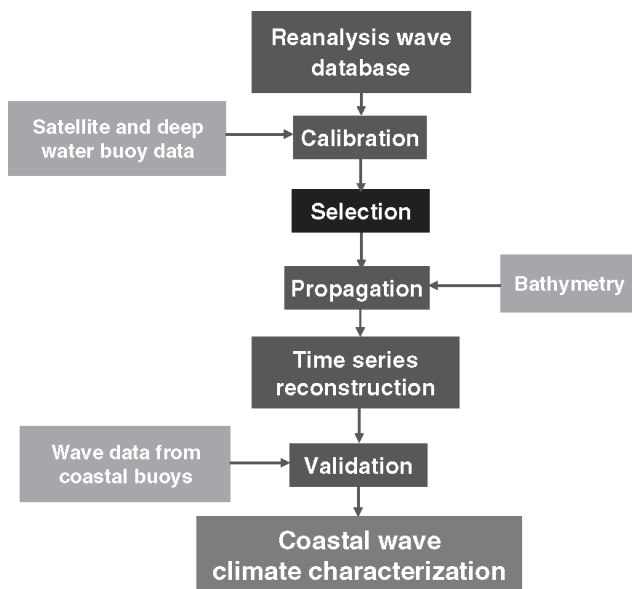 Reanalysis wave
database
Satellite and deep
water buoy data
Calibration
Selection
Propagation
Bathymetry
Time series
reconstruction
Wave data from
coastal buoys
Validation
Coastal wave
climate characterization